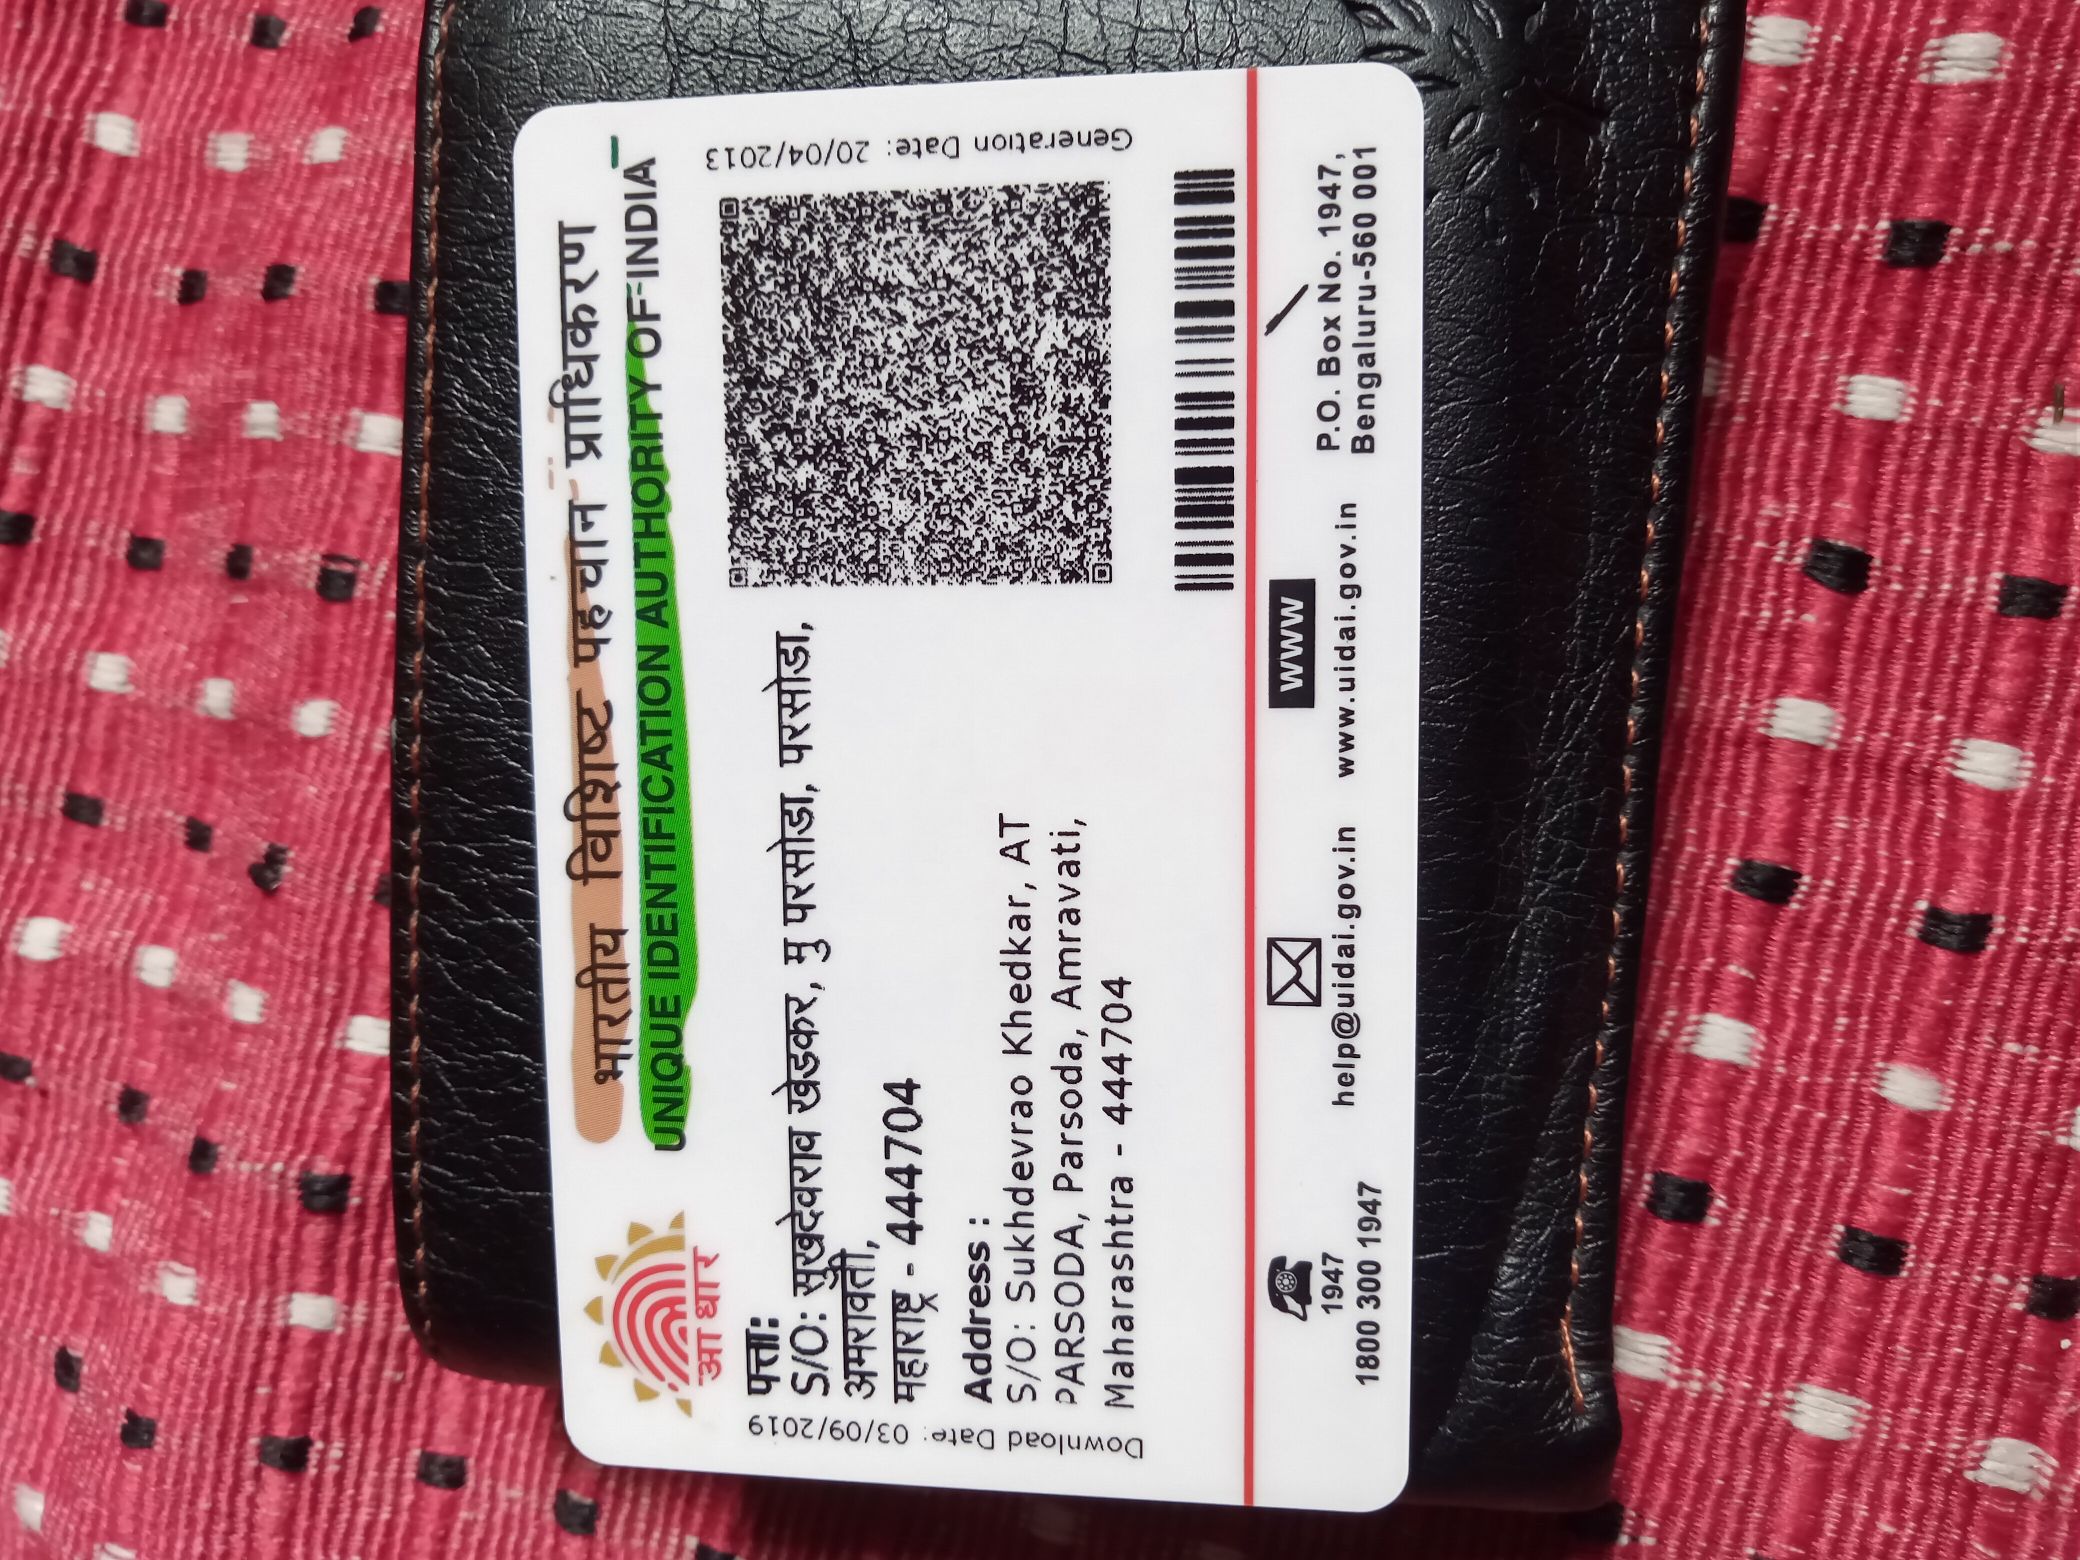 भारतीय विशिष्ट पहचान प्राधिकरण
UNIQUE IDENTIFICATION AUTHORITY OF INDIA
आधार
Download Date: 03/09/2019
पत्ता:
S/O: सुखदेवराव खेडकर, मु परसोडा, परसोडा,
अमरावती,
महाराष्ट्र - 444704
Address :
S/O: Sukhdevrao Khedkar, AT
PARSODA, Parsoda, Amravati,
Maharashtra - 444704
Generation Date: 20/04/2013
1947
1800 300 1947
help@uidai.gov.in
WWW
www.uidai.gov.in
P.O. Box No. 1947,
Bengaluru-560 001